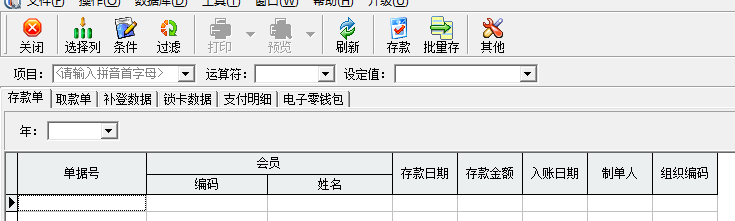 文件(F) 操作(O) 数据库(D) 工具(T) 窗口(W) 帮助(H) 升级(U)
关闭 选择列 条件 过滤 打印 预览 刷新 存款 批量存 其他
项目: <请输入拼音首字母> 运算符: 设定值:
存款单 取款单 补登数据 锁卡数据 支付明细 电子零钱包
年:
单据号 会员 存款日期 存款金额 入账日期 制单人 组织编码
编码 姓名